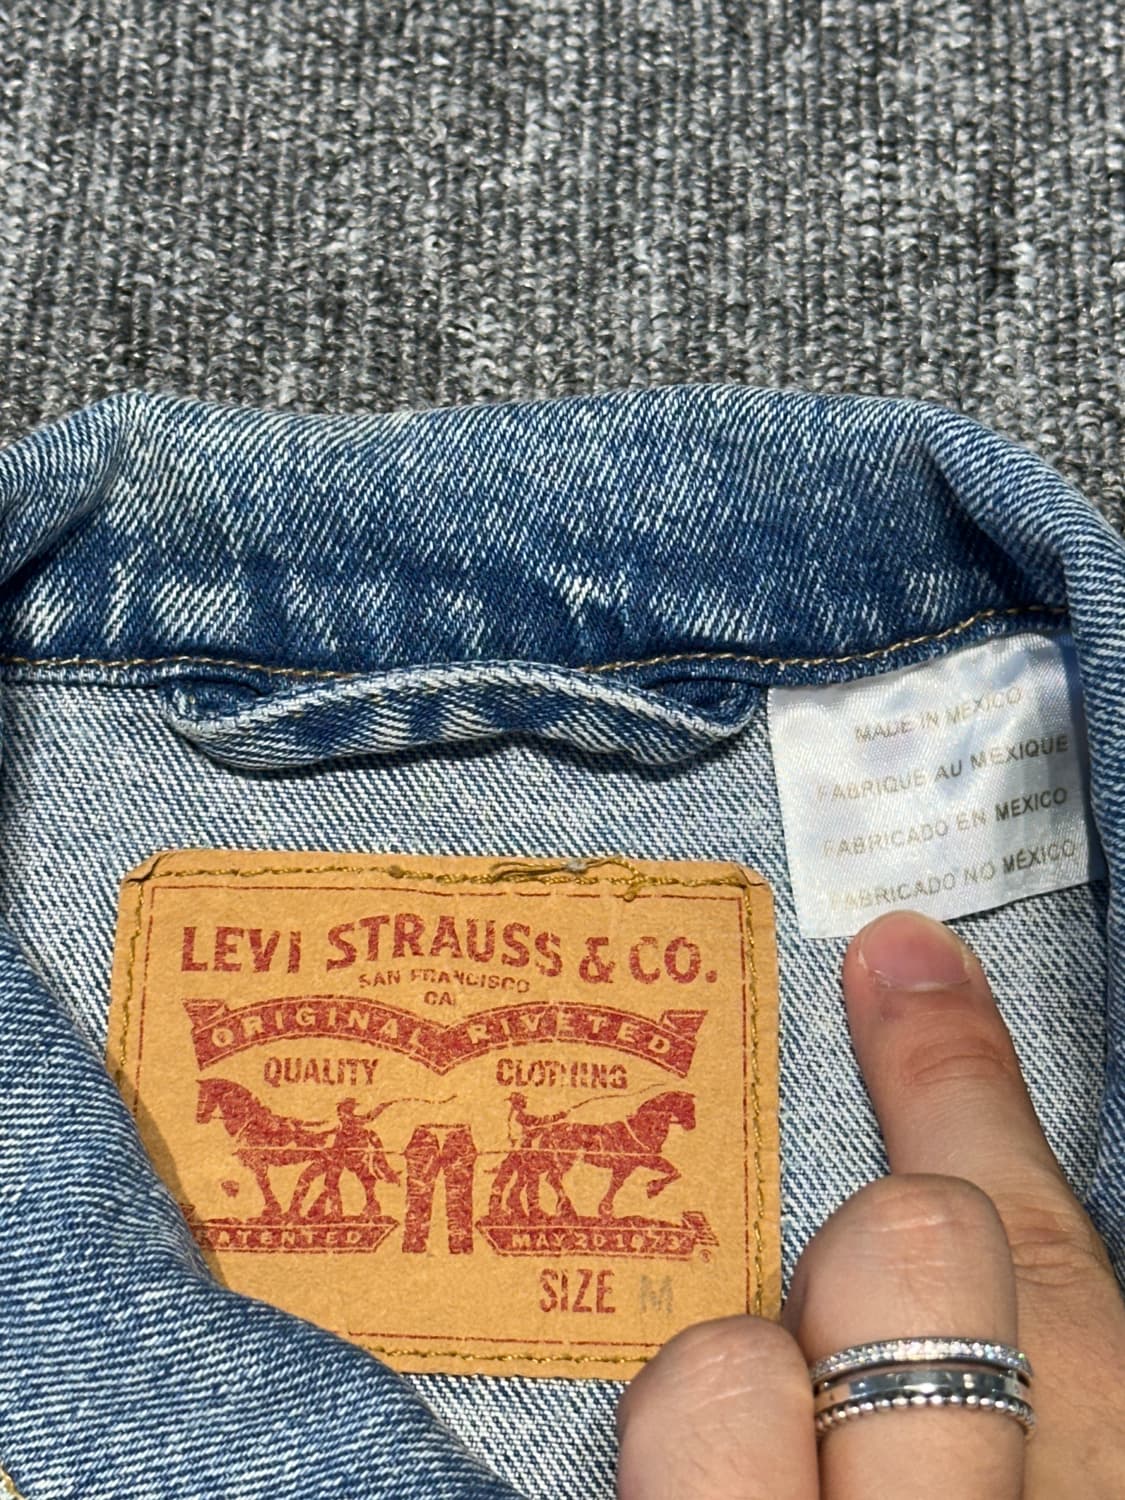 MADE IN MEXICO
FABRIQUE AU MEXIQUE
FABRICADO EN MEXICO
FABRICADO NO MÉXICO
LEVI STRAUSS & CO.
SAN FRANCISCO
CAL
ORIGINAL RIVETED
QUALITY CLOTHING
PATENTED MAY 20 1873
®
SIZE M